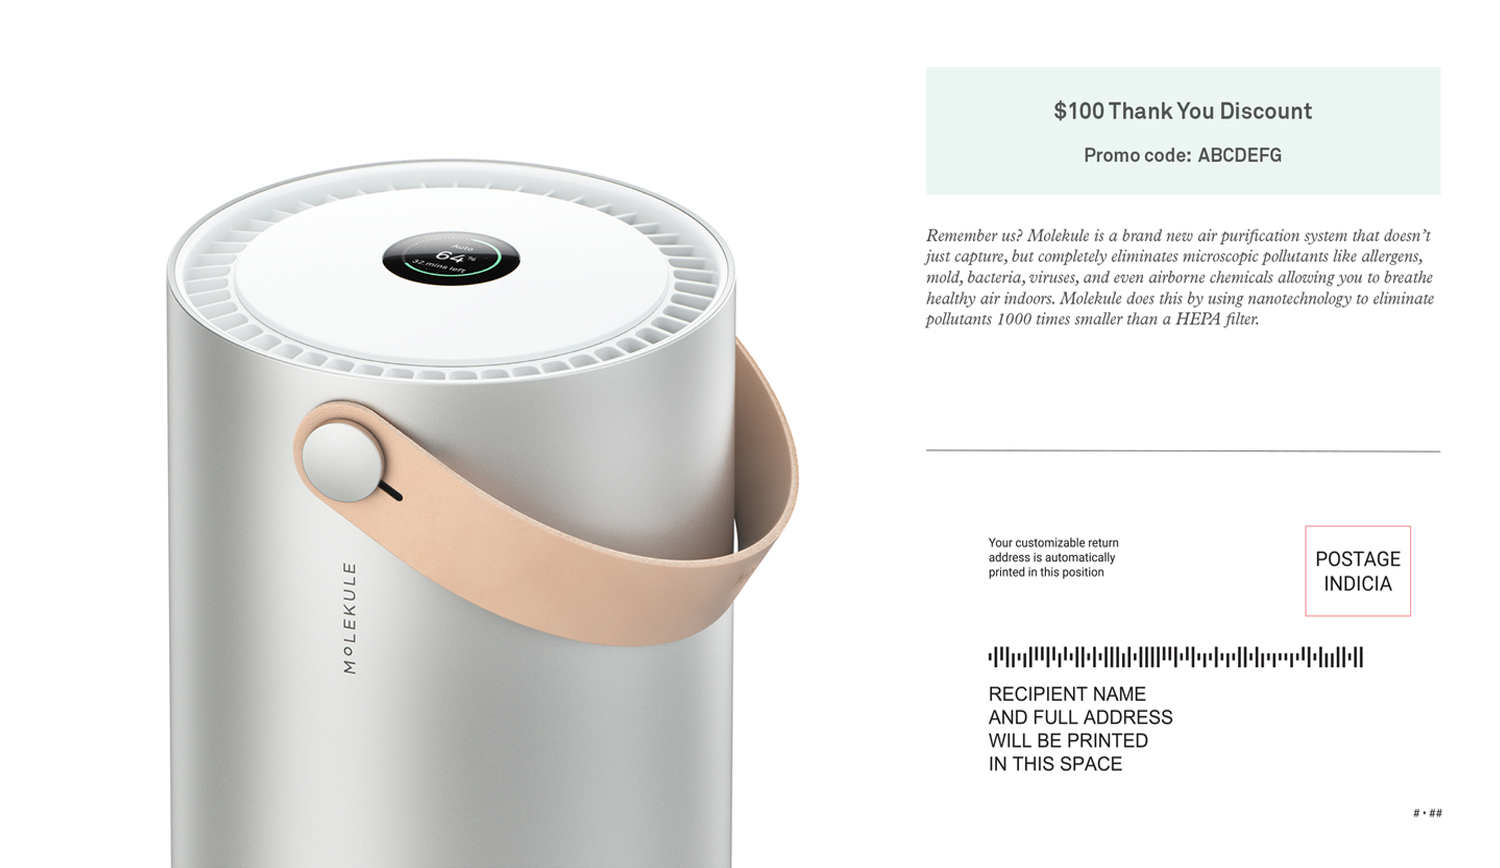 Auto
64%
32 mins left
MOLEKULE
$100 Thank You Discount
Promo code: ABCDEFG
Remember us? Molekule is a brand new air purification system that doesn’t
just capture, but completely eliminates microscopic pollutants like allergens,
mold, bacteria, viruses, and even airborne chemicals allowing you to breathe
healthy air indoors. Molekule does this by using nanotechnology to eliminate
pollutants 1000 times smaller than a HEPA filter.
Your customizable return
address is automatically
printed in this position
POSTAGE
INDICIA
RECIPIENT NAME
AND FULL ADDRESS
WILL BE PRINTED
IN THIS SPACE
# • ##